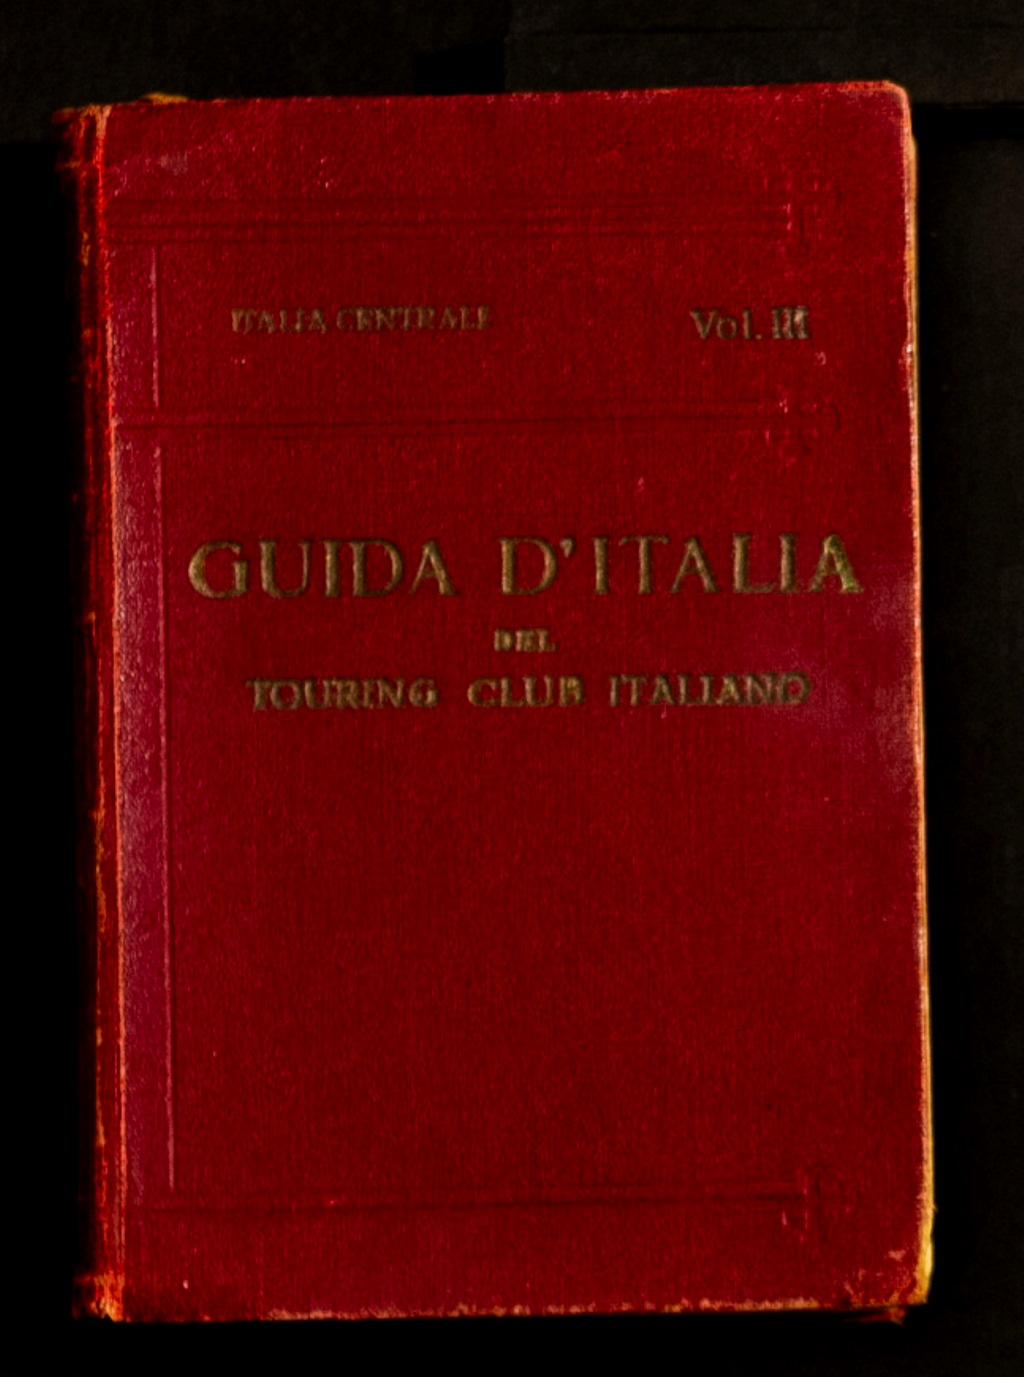 ITALIA CENTRALE Vol. III
GUIDA D'ITALIA
DEL
TOURING CLUB ITALIANO